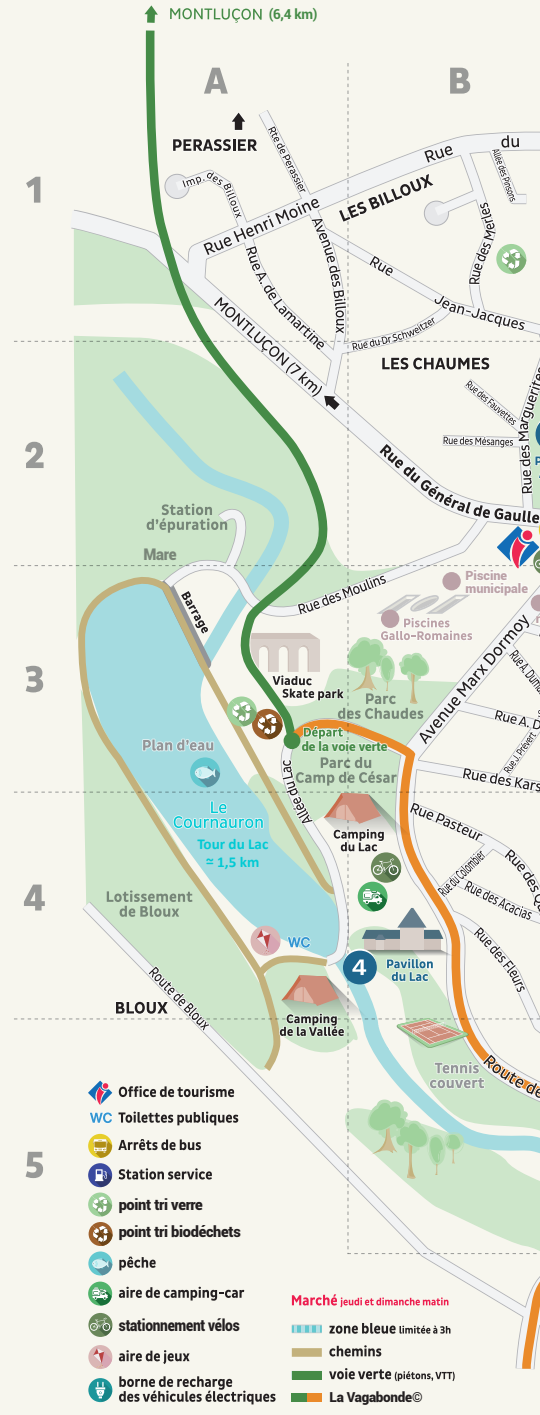 MONTLUÇON (6,4 km)
A
B
PERASSIER
Rte de Perassier
Rue
du
Allée des Pinsons
1
Imp. des Billoux
LES BILLOUX
Rue Henri Moine
Rue des Merles
Avenue des Billoux
Rue
Rue A. de Lamartine
Jean-Jacques
MONTLUÇON (7 km)
Rue du Dr Schweitzer
LES CHAUMES
Rue des Marguerites
Rue des Fauvettes
2
Rue des Mésanges
Rue du Général de Gaulle
Station
d'épuration
Mare
Piscine
municipale
Rue des Moulins
Barrage
Piscines
Gallo-Romaines
Avenue Marx Dormoy
3
Viaduc
Skate park
Rue A. Duma
Parc
des Chaudes
Rue A. D
Départ
de la voie verte
Rue J. Prévert
Plan d'eau
Parc du
Camp de César
Rue des Kars
Allée du Lac
Le
Cournauron
Rue Pasteur
Camping
du Lac
Tour du Lac
≈ 1,5 km
Rue des
Rue du Colombier
Rue des Acacias
4
Lotissement
de Bloux
Rue des Fleurs
WC
4
Pavillon
du Lac
Route de Bloux
BLOUX
Camping
de la Vallée
Route de
Tennis
couvert
5
Office de tourisme
WC Toilettes publiques
Arrêts de bus
Station service
point tri verre
point tri biodéchets
pêche
aire de camping-car
stationnement vélos
aire de jeux
borne de recharge
des véhicules électriques
Marché jeudi et dimanche matin
zone bleue limitée à 3h
chemins
voie verte (piétons, VTT)
La Vagabonde©